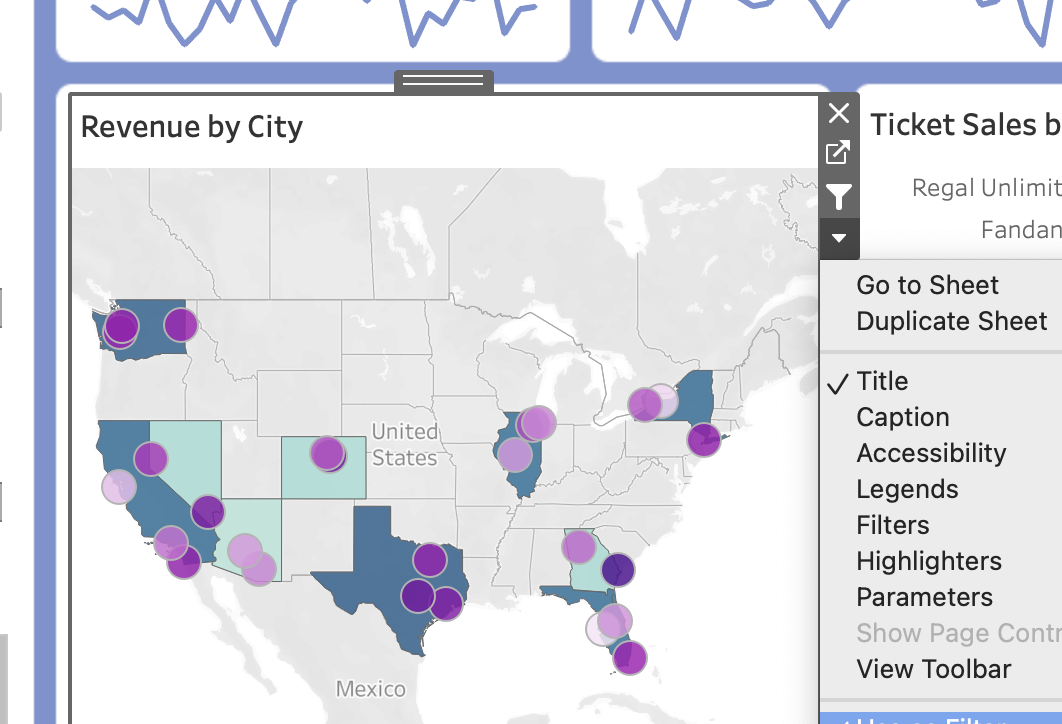 Revenue by City
Ticket Sales b
Regal Unlimit
Fandan
Go to Sheet
Duplicate Sheet
Title
Caption
Accessibility
Legends
Filters
Highlighters
Parameters
Show Page Contr
View Toolbar
United
States
Mexico